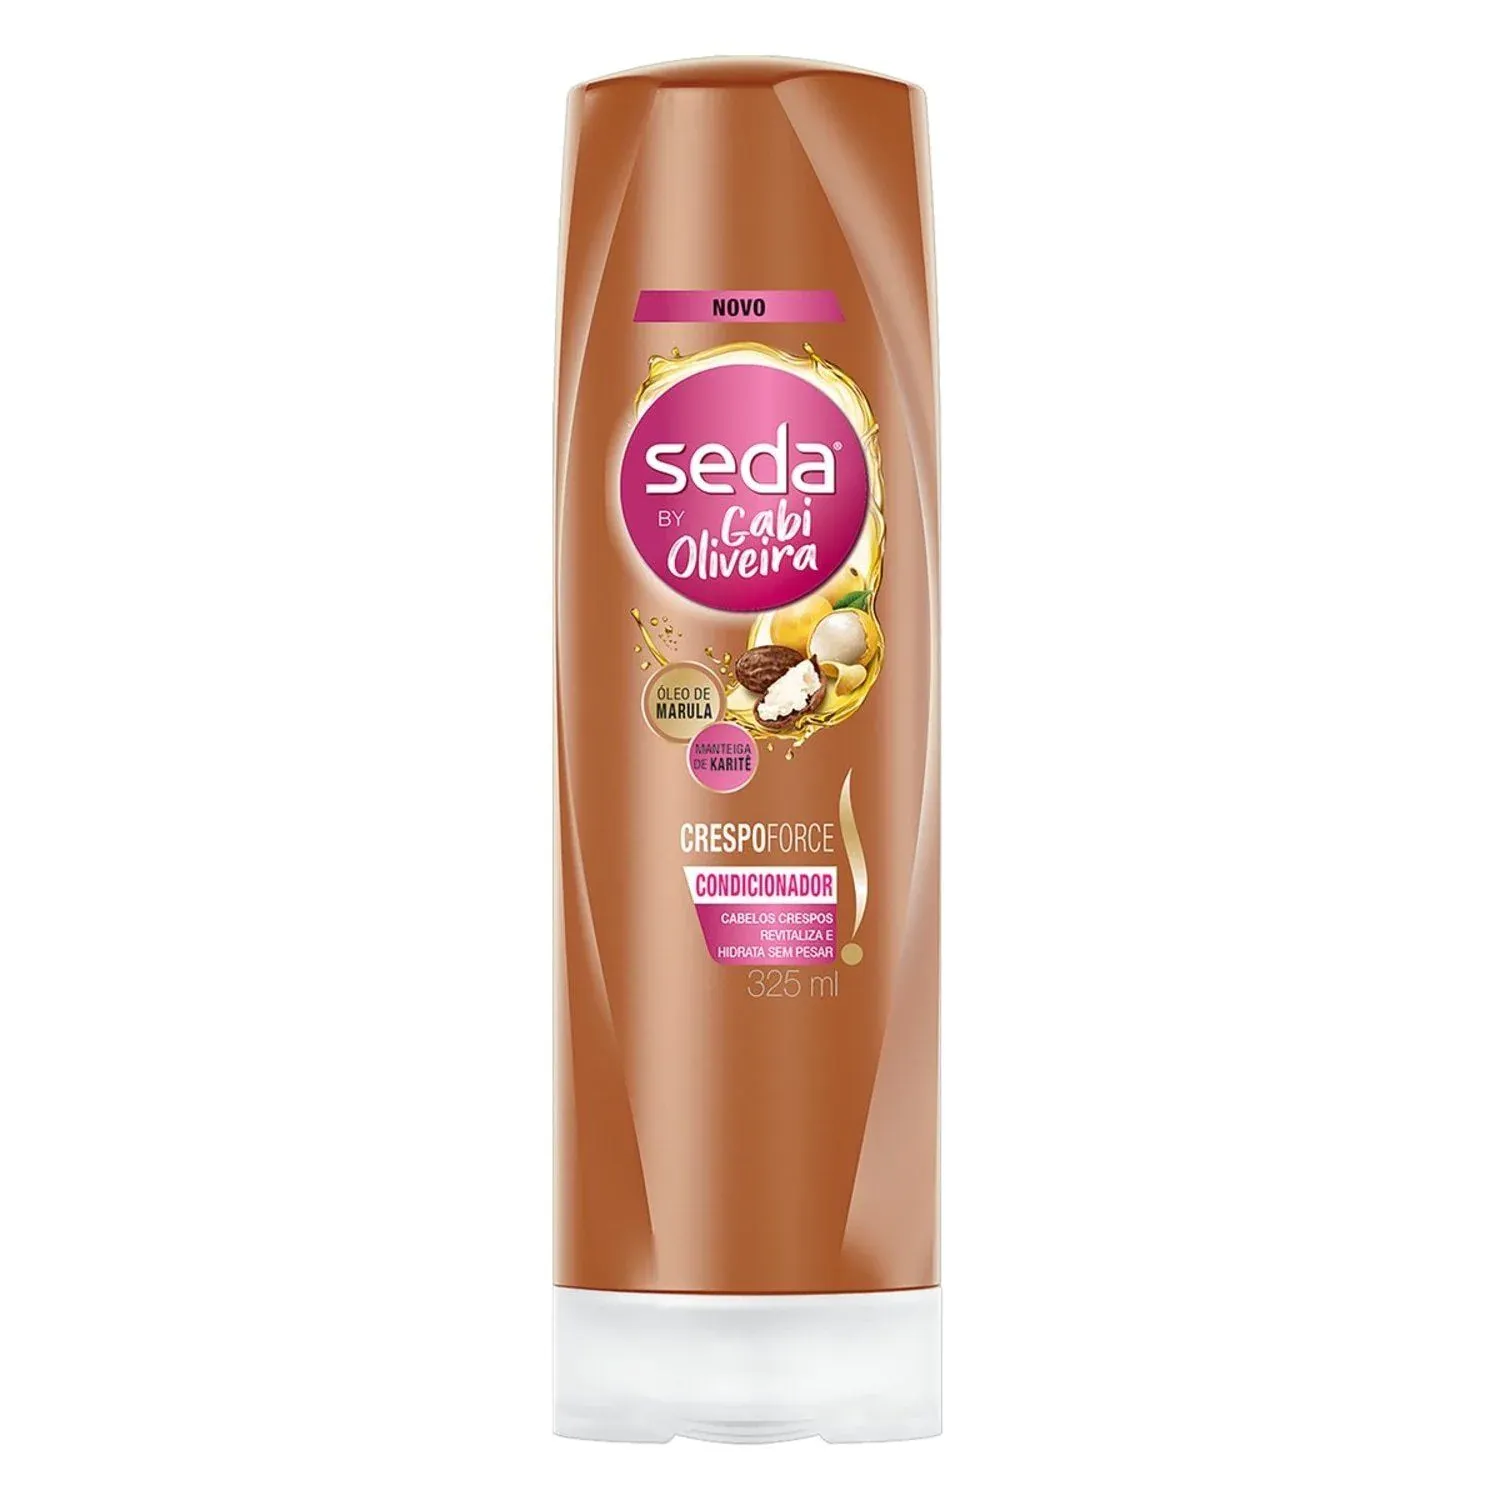 NOVO
seda®
BY Gabi
Oliveira
ÓLEO DE
MARULA
MANTEIGA
DE KARITÊ
CRESPOFORCE
CONDICIONADOR
CABELOS CRESPOS
REVITALIZA E
HIDRATA SEM PESAR
325 ml